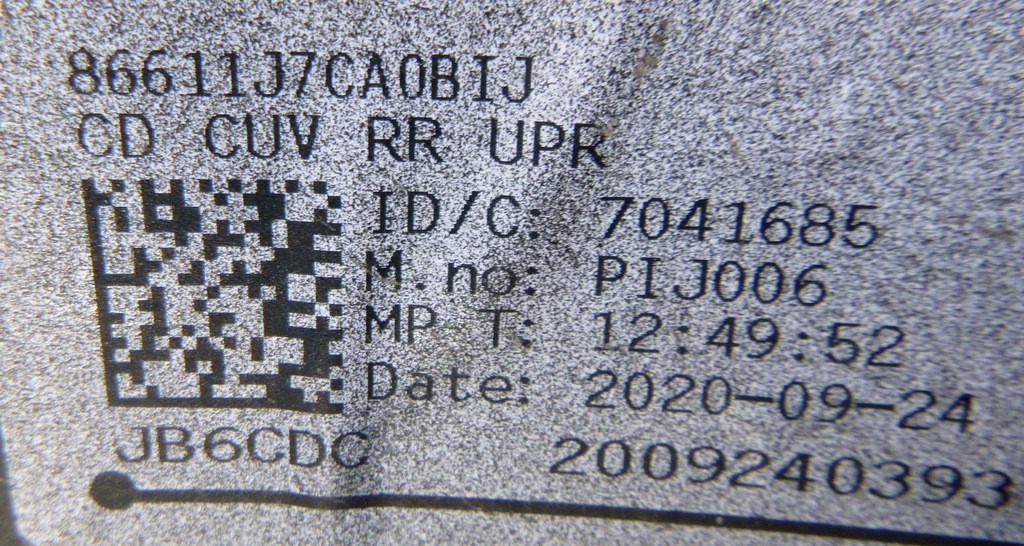 86611J7CA0BIJ
CD CUV RR UPR
ID/C: 7041685
M.no: PIJ006
MP T: 12:49:52
Date: 2020-09-24
JB6CDC 2009240393